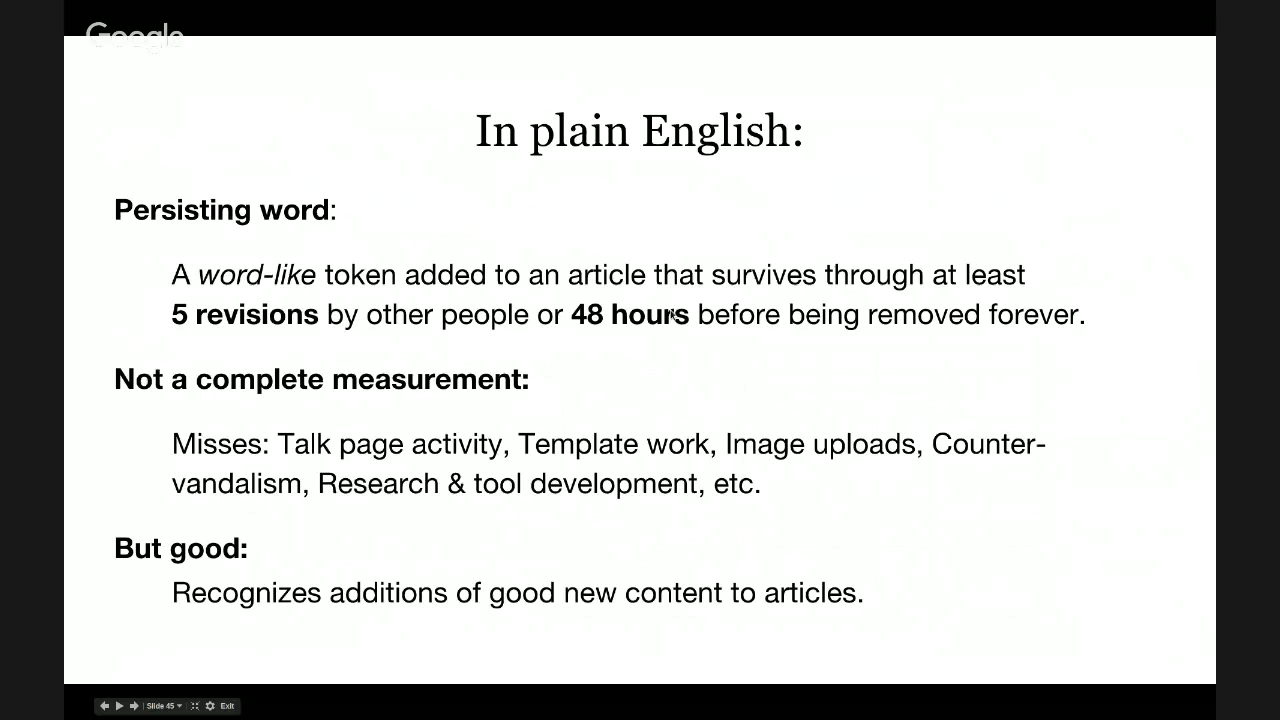 Google
In plain English:
Persisting word:
A word-like token added to an article that survives through at least
5 revisions by other people or 48 hours before being removed forever.
Not a complete measurement:
Misses: Talk page activity, Template work, Image uploads, Counter-
vandalism, Research & tool development, etc.
But good:
Recognizes additions of good new content to articles.
Slide 45 Exit